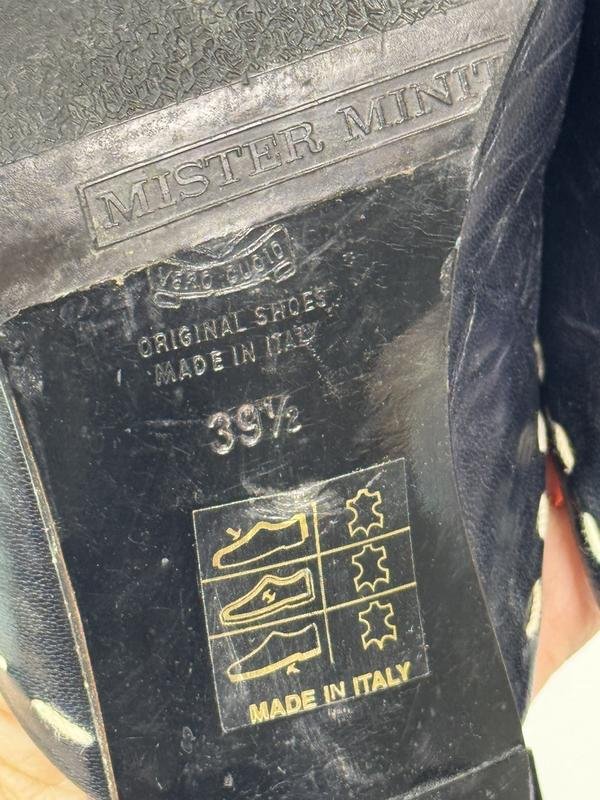 MISTER MINIT
VERO CUOIO
ORIGINAL SHOES
MADE IN ITALY
39½
MADE IN ITALY